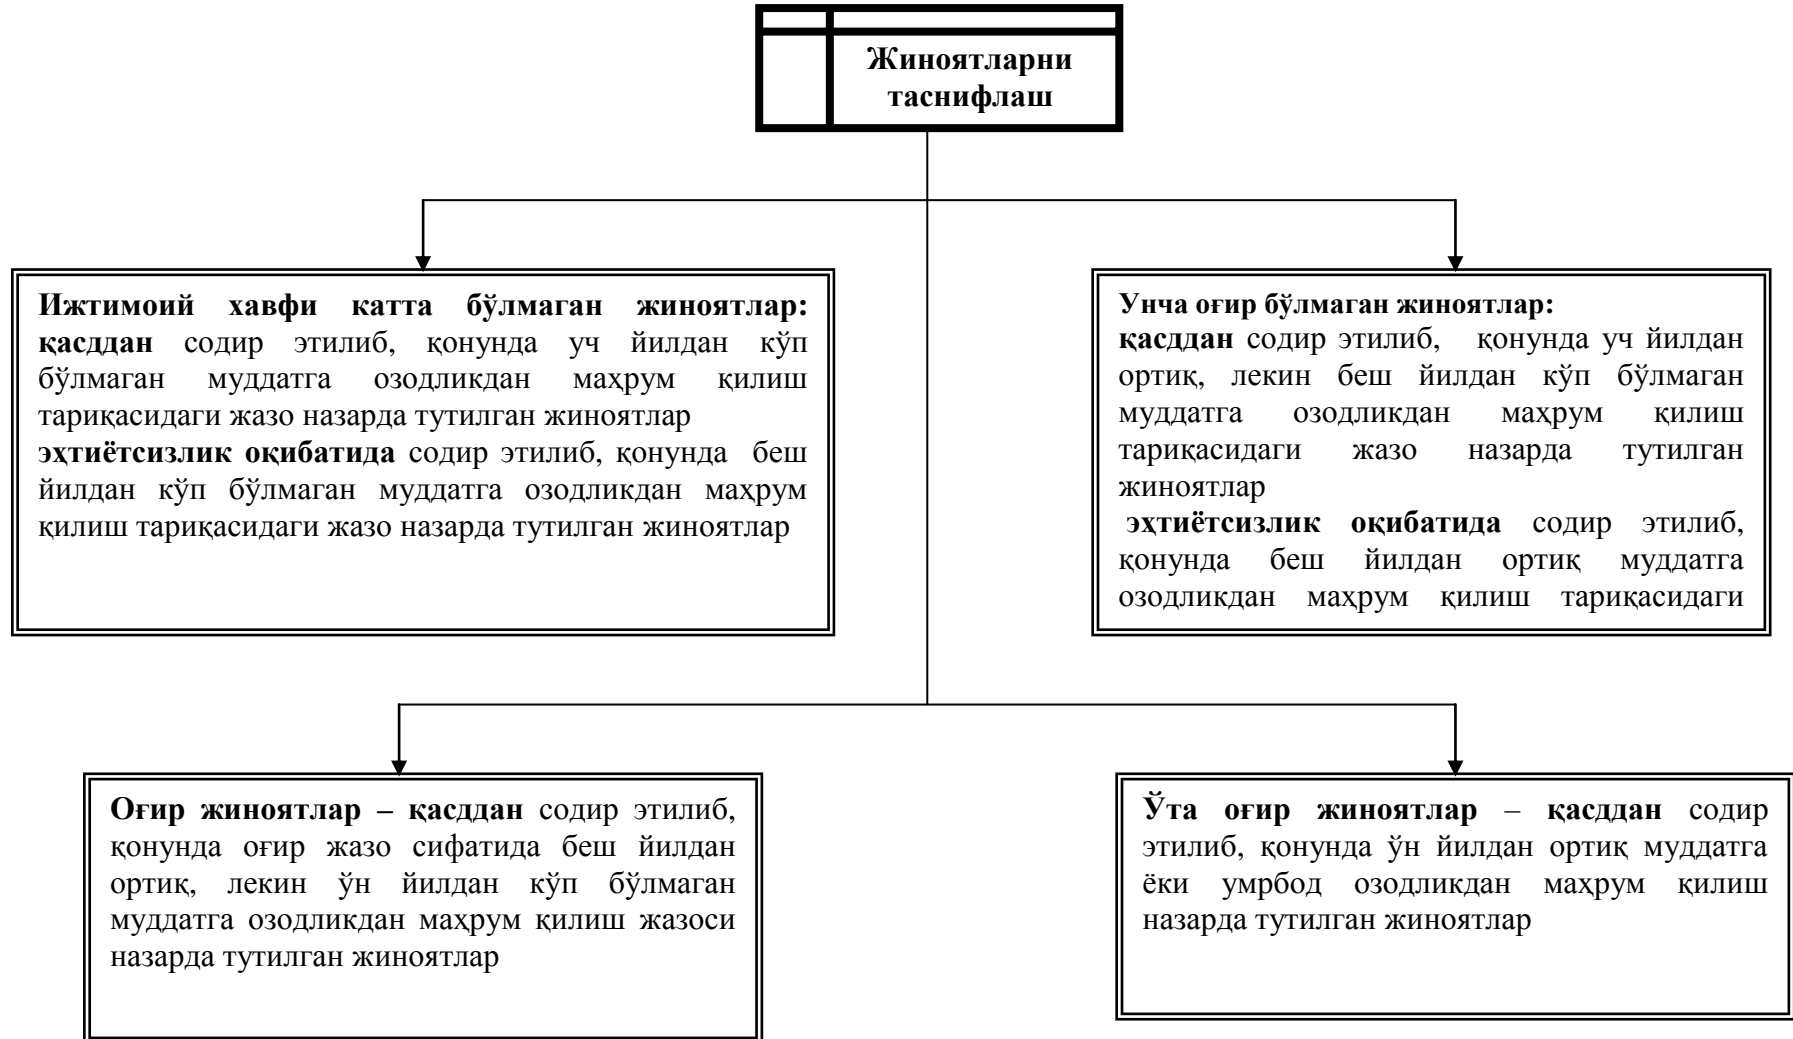 Жиноятларни
таснифлаш
Ижтимоий хавфи катта бўлмаган жиноятлар:
қасддан содир этилиб, қонунда уч йилдан кўп
бўлмаган муддатга озодликдан маҳрум қилиш
тариқасидаги жазо назарда тутилган жиноятлар
эҳтиётсизлик оқибатида содир этилиб, қонунда беш
йилдан кўп бўлмаган муддатга озодликдан маҳрум
қилиш тариқасидаги жазо назарда тутилган жиноятлар
Унча оғир бўлмаган жиноятлар:
қасддан содир этилиб, қонунда уч йилдан
ортиқ, лекин беш йилдан кўп бўлмаган
муддатга озодликдан маҳрум қилиш
тариқасидаги жазо назарда тутилган
жиноятлар
эҳтиётсизлик оқибатида содир этилиб,
қонунда беш йилдан ортиқ муддатга
озодликдан маҳрум қилиш тариқасидаги
Оғир жиноятлар – қасддан содир этилиб,
қонунда оғир жазо сифатида беш йилдан
ортиқ, лекин ўн йилдан кўп бўлмаган
муддатга озодликдан маҳрум қилиш жазоси
назарда тутилган жиноятлар
Ўта оғир жиноятлар – қасддан содир
этилиб, қонунда ўн йилдан ортиқ муддатга
ёки умрбод озодликдан маҳрум қилиш
назарда тутилган жиноятлар